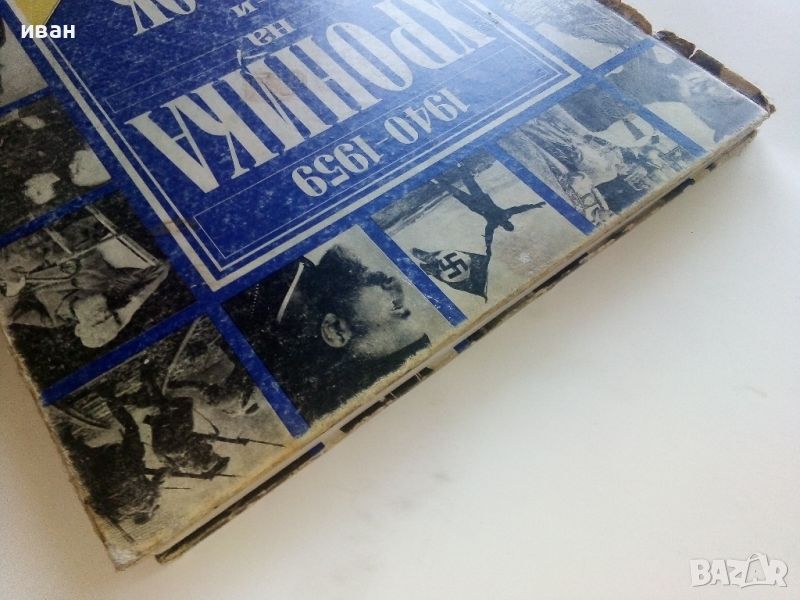 иван
ХРОНИКА
на
и
1940-1959
BAZAR